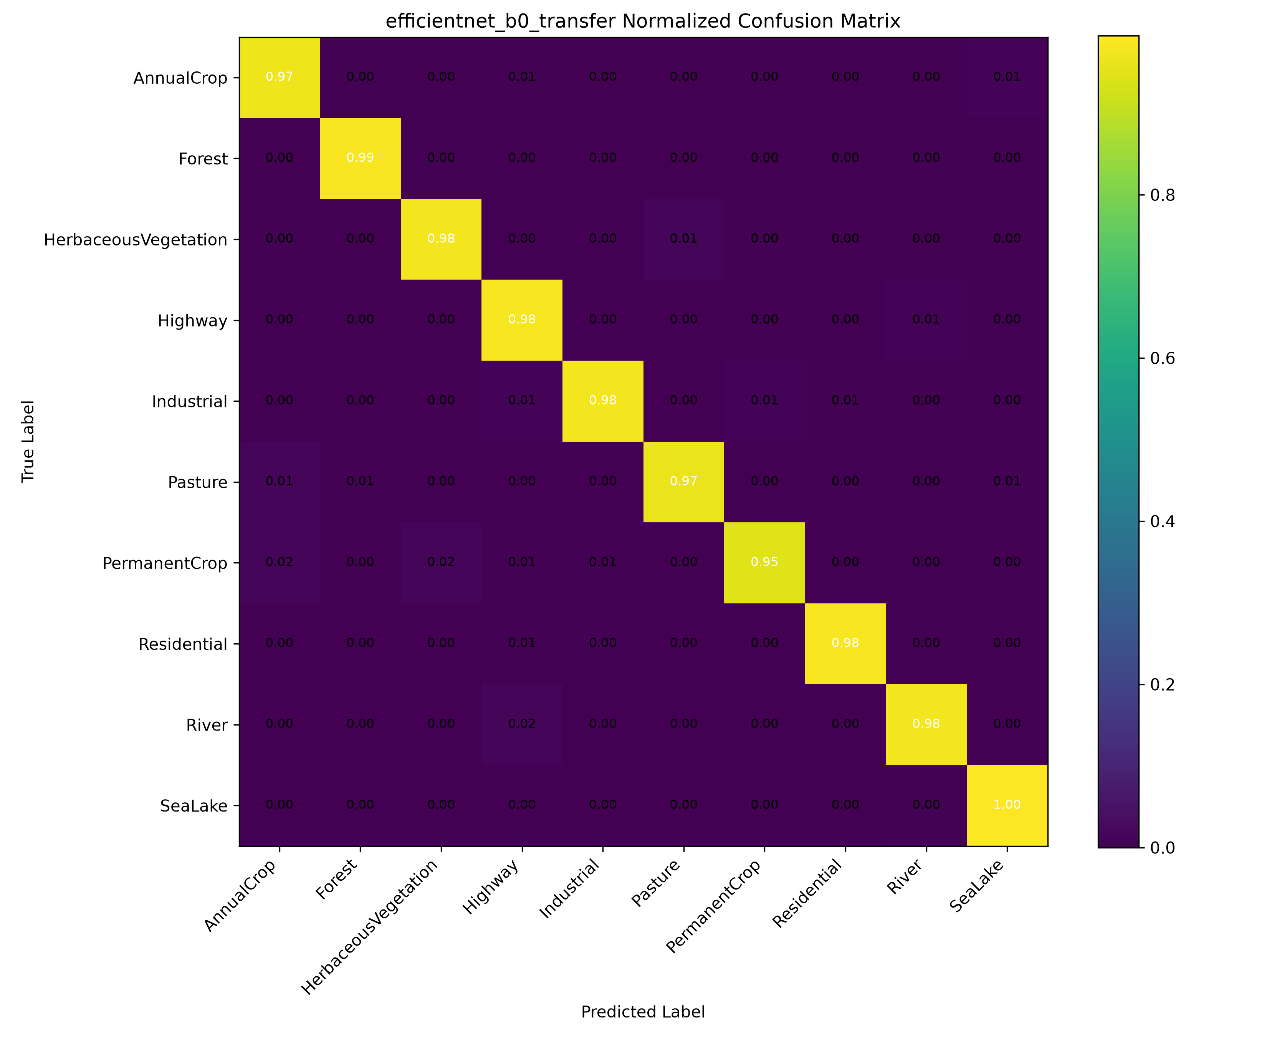 efficientnet_b0_transfer Normalized Confusion Matrix
AnnualCrop 0.97 0.00 0.00 0.01 0.00 0.00 0.00 0.00 0.00 0.01
Forest 0.00 0.99 0.00 0.00 0.00 0.00 0.00 0.00 0.00 0.00
HerbaceousVegetation 0.00 0.00 0.98 0.00 0.00 0.01 0.00 0.00 0.00 0.00
Highway 0.00 0.00 0.00 0.98 0.00 0.00 0.00 0.00 0.01 0.00
Industrial 0.00 0.00 0.00 0.01 0.98 0.00 0.01 0.01 0.00 0.00
Pasture 0.01 0.01 0.00 0.00 0.00 0.97 0.00 0.00 0.00 0.01
PermanentCrop 0.02 0.00 0.02 0.01 0.01 0.00 0.95 0.00 0.00 0.00
Residential 0.00 0.00 0.00 0.01 0.00 0.00 0.00 0.98 0.00 0.00
River 0.00 0.00 0.00 0.02 0.00 0.00 0.00 0.00 0.98 0.00
SeaLake 0.00 0.00 0.00 0.00 0.00 0.00 0.00 0.00 0.00 1.00
True Label
AnnualCrop Forest HerbaceousVegetation Highway Industrial Pasture PermanentCrop Residential River SeaLake
Predicted Label
0.8
0.6
0.4
0.2
0.0